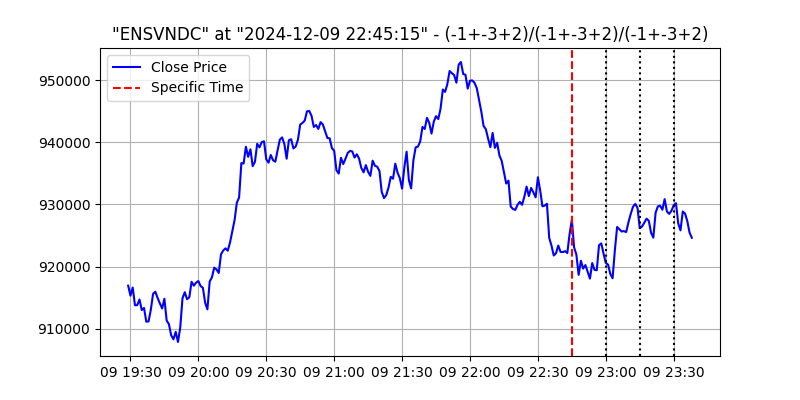 "ENSVNDC" at "2024-12-09 22:45:15" - (-1+-3+2)/(-1+-3+2)/(-1+-3+2)
Close Price
Specific Time
950000
940000
930000
920000
910000
09 19:30 09 20:00 09 20:30 09 21:00 09 21:30 09 22:00 09 22:30 09 23:00 09 23:30